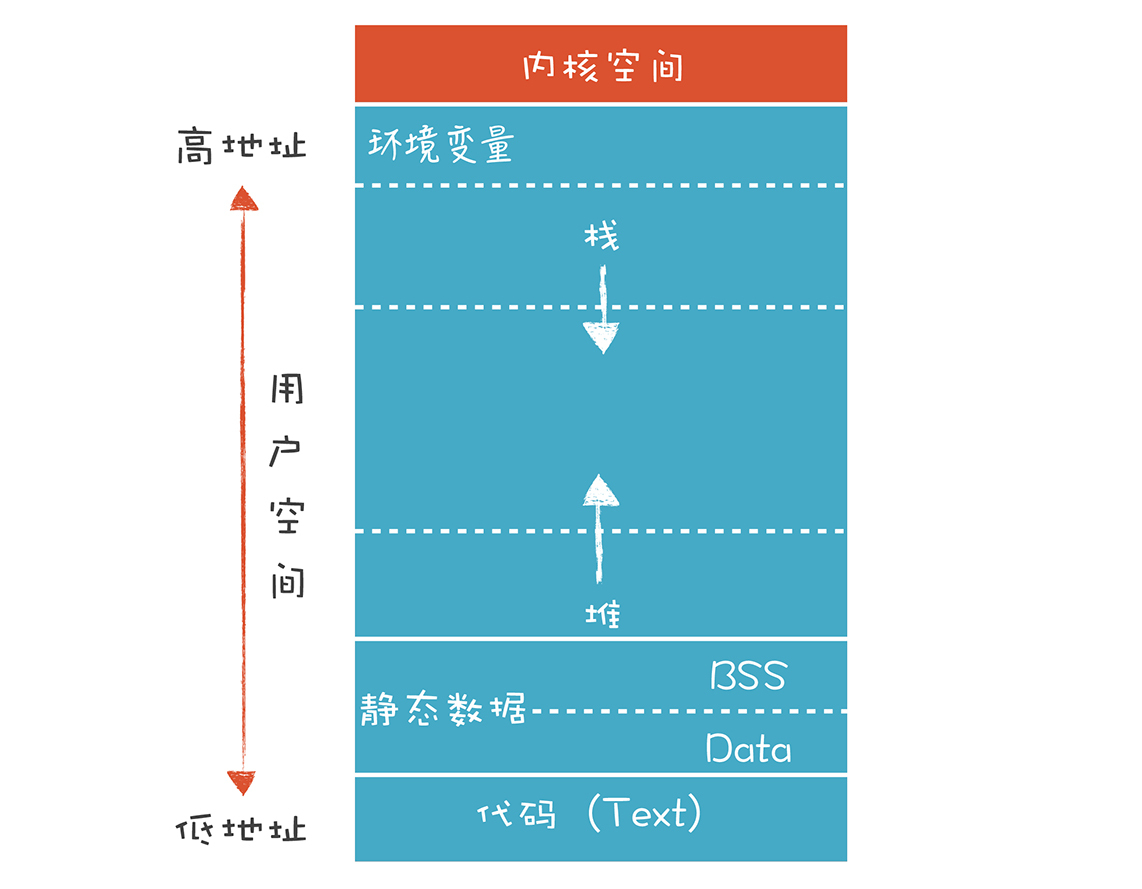 内核空间
高地址
环境变量
栈
用户空间
堆
BSS
静态数据
Data
代码 (Text)
低地址